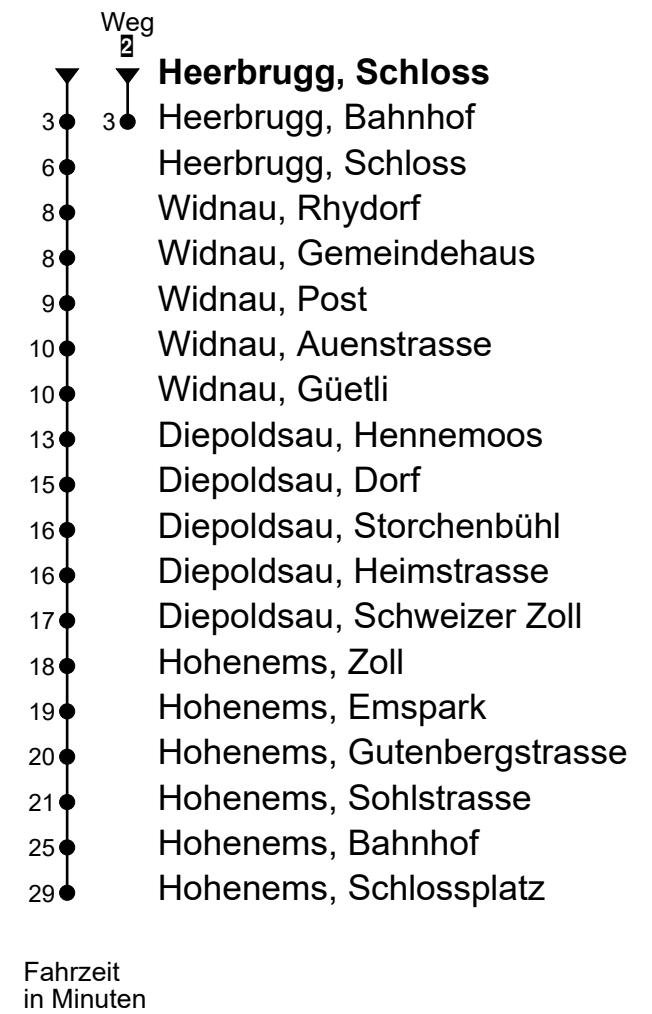 Weg
2
Heerbrugg, Schloss
3 3 Heerbrugg, Bahnhof
6 Heerbrugg, Schloss
8 Widnau, Rhydorf
8 Widnau, Gemeindehaus
9 Widnau, Post
10 Widnau, Auenstrasse
10 Widnau, Güetli
13 Diepoldsau, Hennemoos
15 Diepoldsau, Dorf
16 Diepoldsau, Storchenbühl
16 Diepoldsau, Heimstrasse
17 Diepoldsau, Schweizer Zoll
18 Hohenems, Zoll
19 Hohenems, Emspark
20 Hohenems, Gutenbergstrasse
21 Hohenems, Sohlstrasse
25 Hohenems, Bahnhof
29 Hohenems, Schlossplatz
Fahrzeit
in Minuten